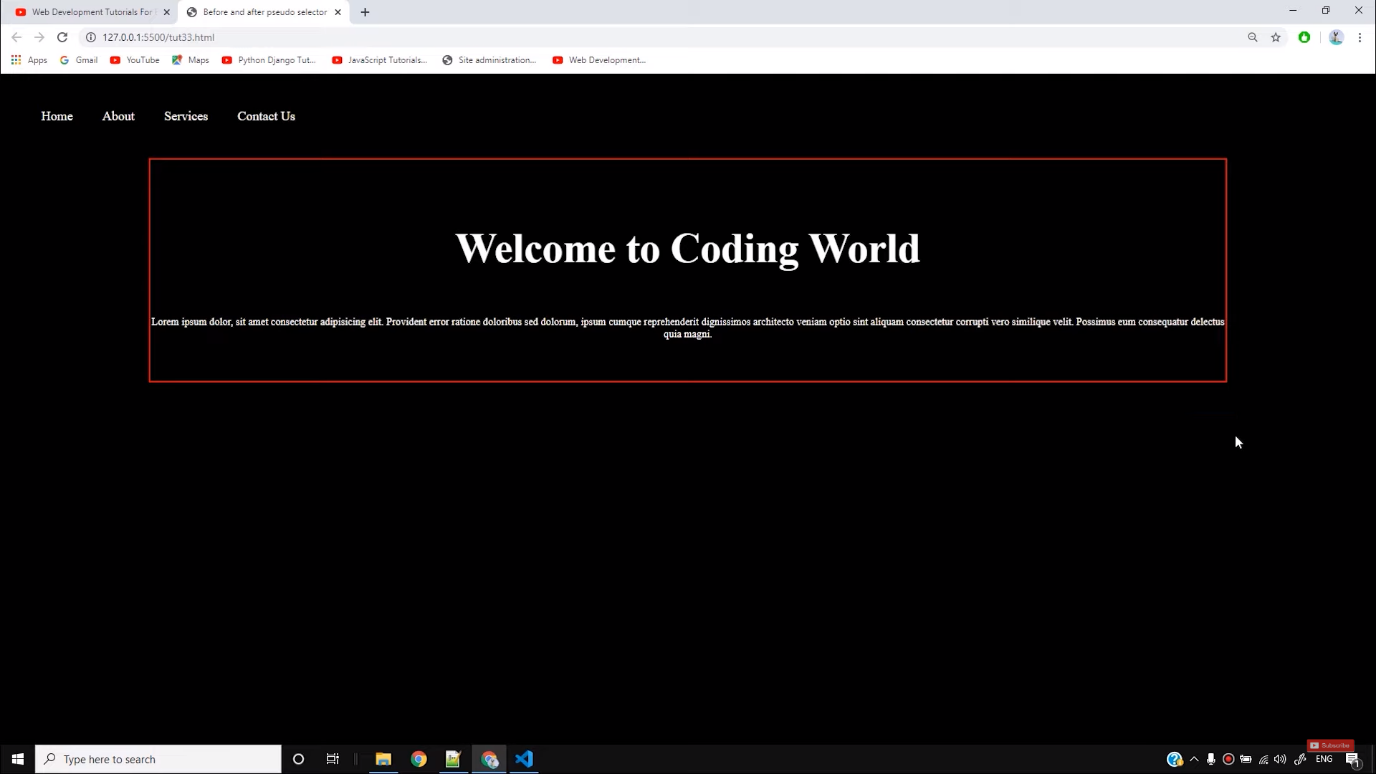 Web Development Tutorials For
Before and after pseudo selector
127.0.0.1:5500/tut33.html
Apps
Gmail
YouTube
Maps
Python Django Tut...
JavaScript Tutorials...
Site administration...
Web Development...
Home
About
Services
Contact Us
Welcome to Coding World
Lorem ipsum dolor, sit amet consectetur adipisicing elit. Provident error ratione doloribus sed dolorum, ipsum cumque reprehenderit dignissimos architecto veniam optio sint aliquam consectetur corrupti vero similique velit. Possimus eum consequatur delectus
quia magni.
Subscribe
Type here to search
ENG
1